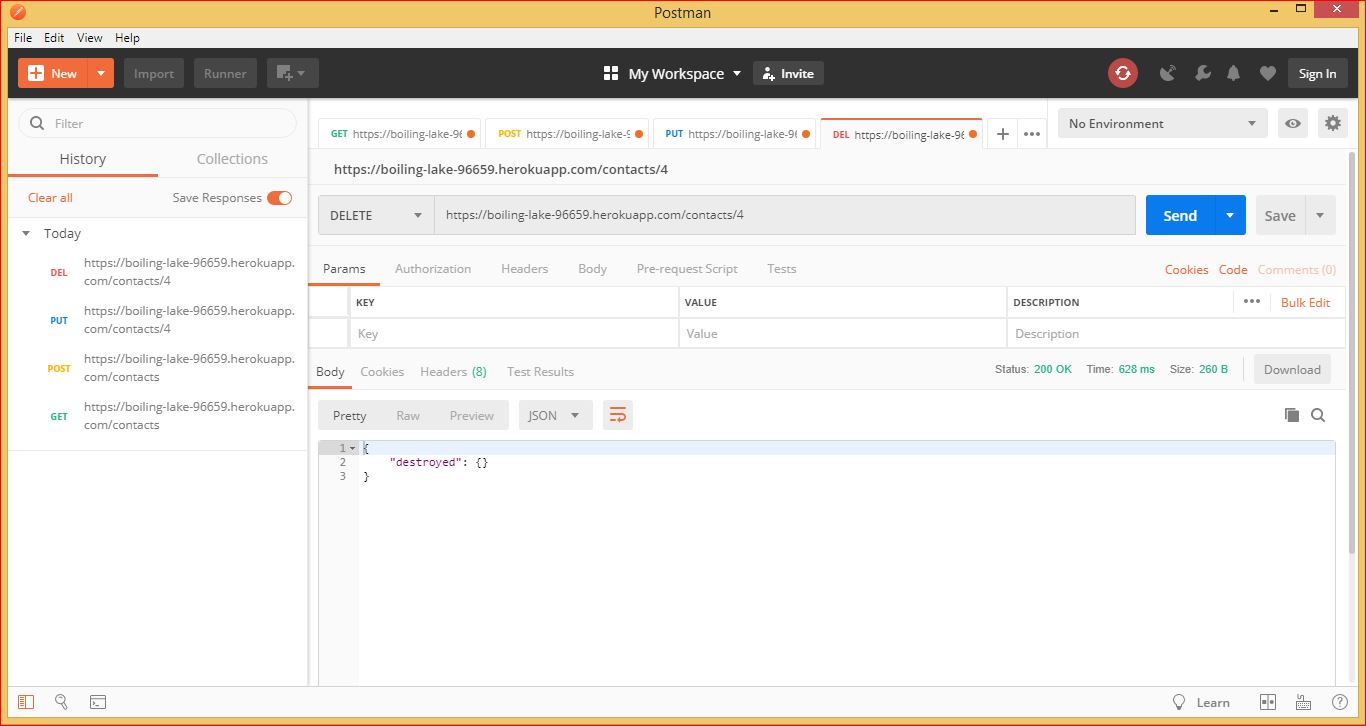 Postman
File Edit View Help
New Import Runner My Workspace Invite Sign In
Filter
History Collections
Clear all Save Responses
Today
DEL https://boiling-lake-96659.herokuapp.
com/contacts/4
PUT https://boiling-lake-96659.herokuapp.
com/contacts/4
POST https://boiling-lake-96659.herokuapp.
com/contacts
GET https://boiling-lake-96659.herokuapp.
com/contacts
GET https://boiling-lake-96 POST https://boiling-lake-9 PUT https://boiling-lake-96 DEL https://boiling-lake-96 No Environment
https://boiling-lake-96659.herokuapp.com/contacts/4
DELETE https://boiling-lake-96659.herokuapp.com/contacts/4 Send Save
Params Authorization Headers Body Pre-request Script Tests Cookies Code Comments (0)
KEY VALUE DESCRIPTION Bulk Edit
Key Value Description
Body Cookies Headers (8) Test Results Status: 200 OK Time: 628 ms Size: 260 B Download
Pretty Raw Preview JSON
1 {
2 "destroyed": {}
3 }
Learn